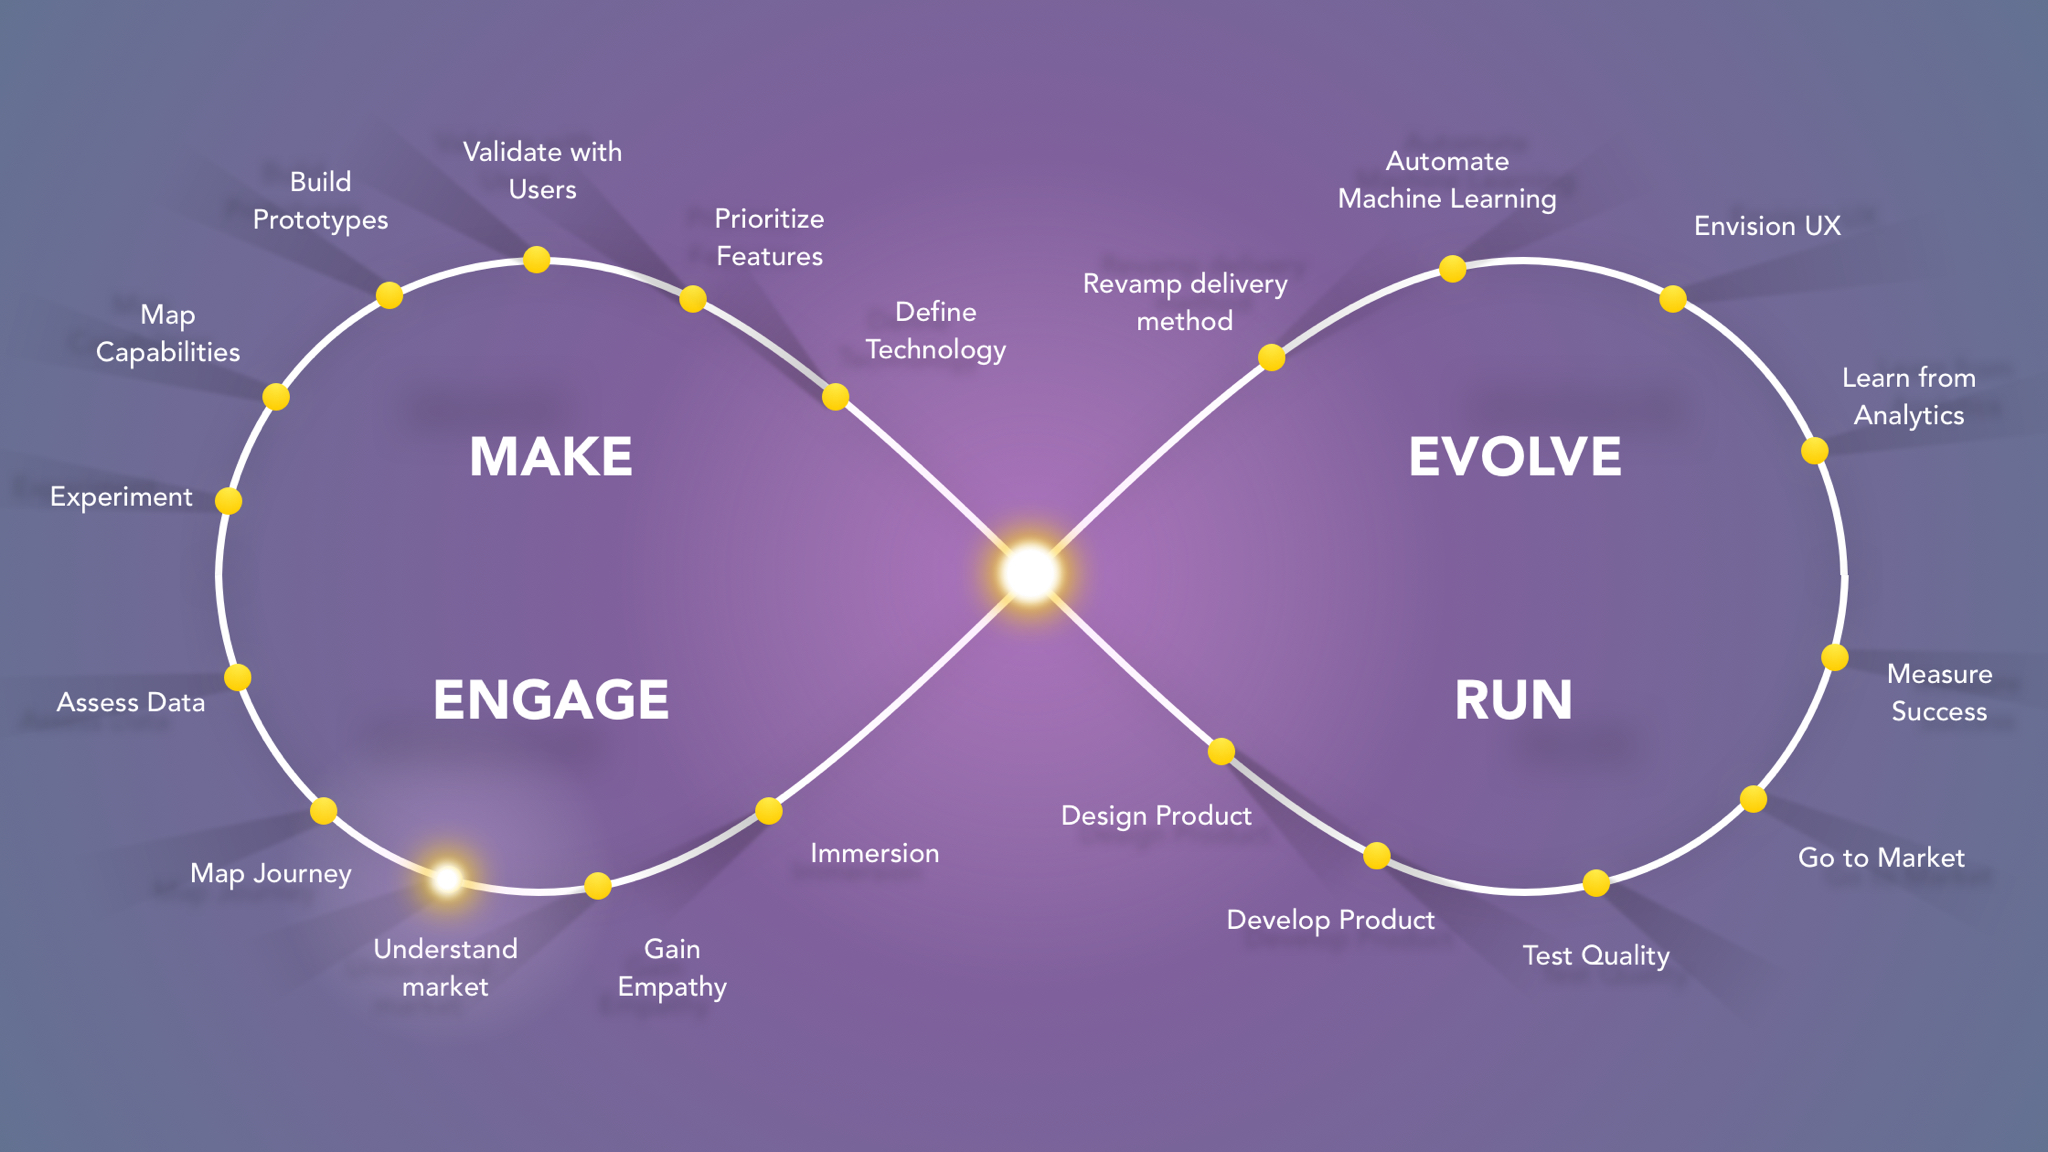 Validate with
Users
Build
Prototypes
Prioritize
Features
Map
Capabilities
Define
Technology
Experiment
MAKE
Assess Data
ENGAGE
Map Journey
Understand
market
Gain
Empathy
Immersion
Automate
Machine Learning
Envision UX
Revamp delivery
method
Learn from
Analytics
EVOLVE
RUN
Measure
Success
Design Product
Go to Market
Develop Product
Test Quality